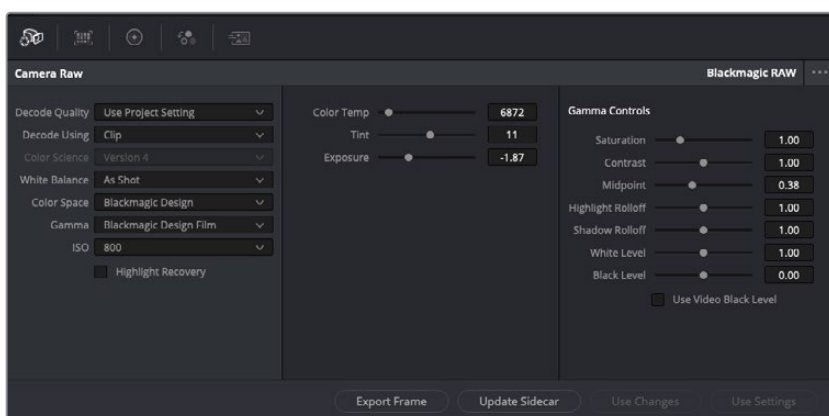 Camera Raw
Blackmagic RAW
Decode Quality Use Project Setting
Decode Using Clip
Color Science Version 4
White Balance As Shot
Color Space Blackmagic Design
Gamma Blackmagic Design Film
ISO 800
Highlight Recovery
Color Temp 6872
Tint 11
Exposure -1.87
Gamma Controls
Saturation 1.00
Contrast 1.00
Midpoint 0.38
Highlight Rolloff 1.00
Shadow Rolloff 1.00
White Level 1.00
Black Level 0.00
Use Video Black Level
Export Frame
Update Sidecar
Use Changes
Use Settings